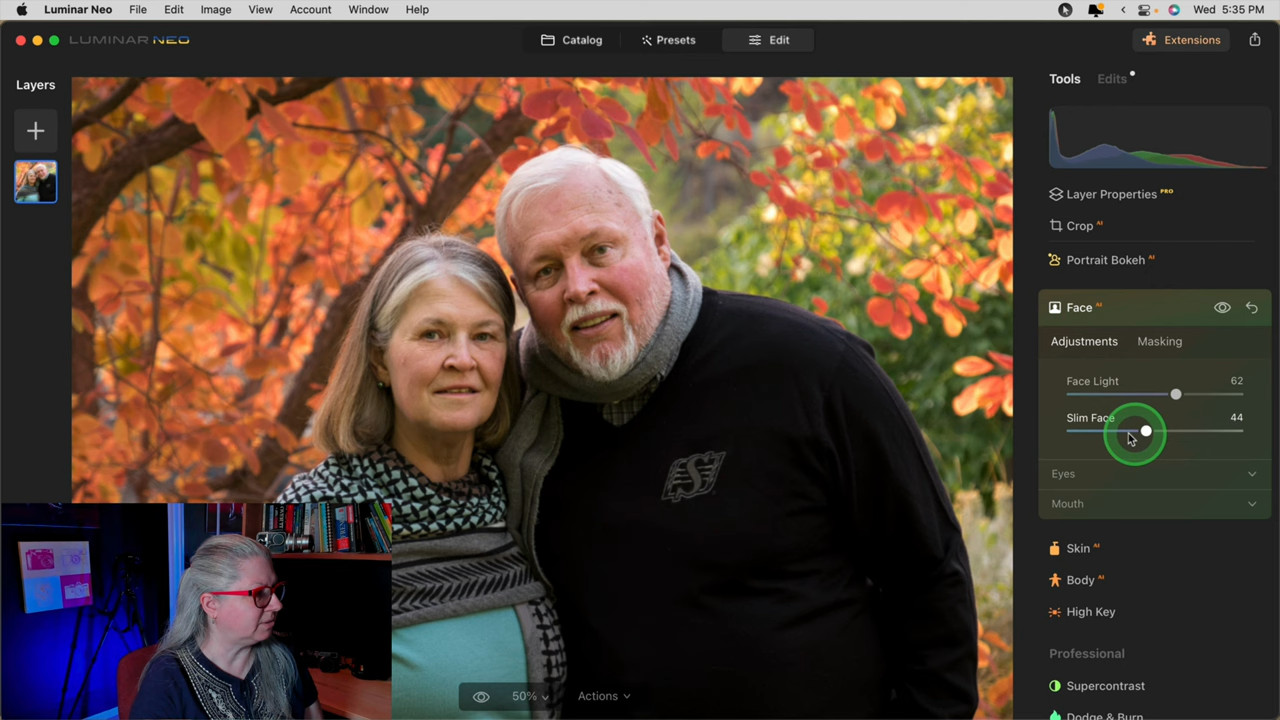 Luminar Neo File Edit Image View Account Window Help Wed 5:35 PM
LUMINAR NEO Catalog Presets Edit Extensions
Layers
Tools Edits
Layer Properties PRO
Crop AI
Portrait Bokeh AI
Face AI
Adjustments Masking
Face Light 62
Slim Face 44
Eyes
Mouth
Skin AI
Body AI
High Key
Professional
Supercontrast
Dodge & Burn
50% Actions
S